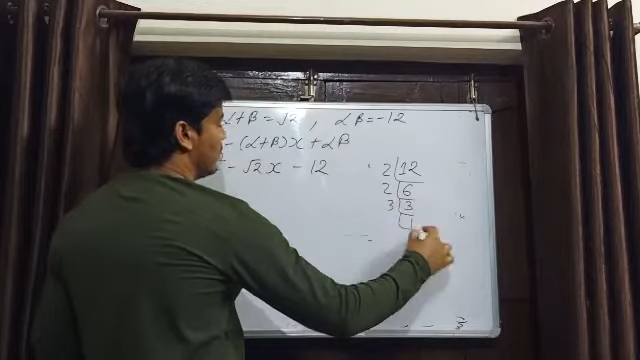 α+β = √2 , αβ = -12
- (α+β)x + αβ
- √2x - 12
2 | 12
2 | 6
3 | 3
1